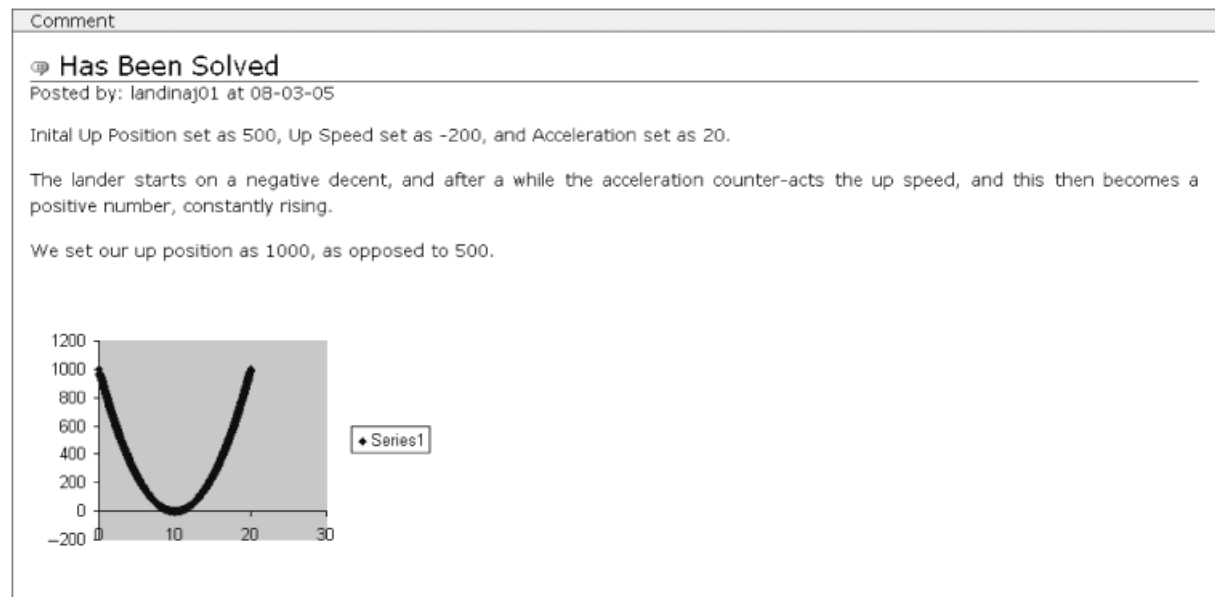 Comment
Has Been Solved
Posted by: landinaj01 at 08-03-05
Inital Up Position set as 500, Up Speed set as -200, and Acceleration set as 20.
The lander starts on a negative decent, and after a while the acceleration counter-acts the up speed, and this then becomes a
positive number, constantly rising.
We set our up position as 1000, as opposed to 500.
1200
1000
800
600
400
200
0
−200
0 10 20 30
Series1